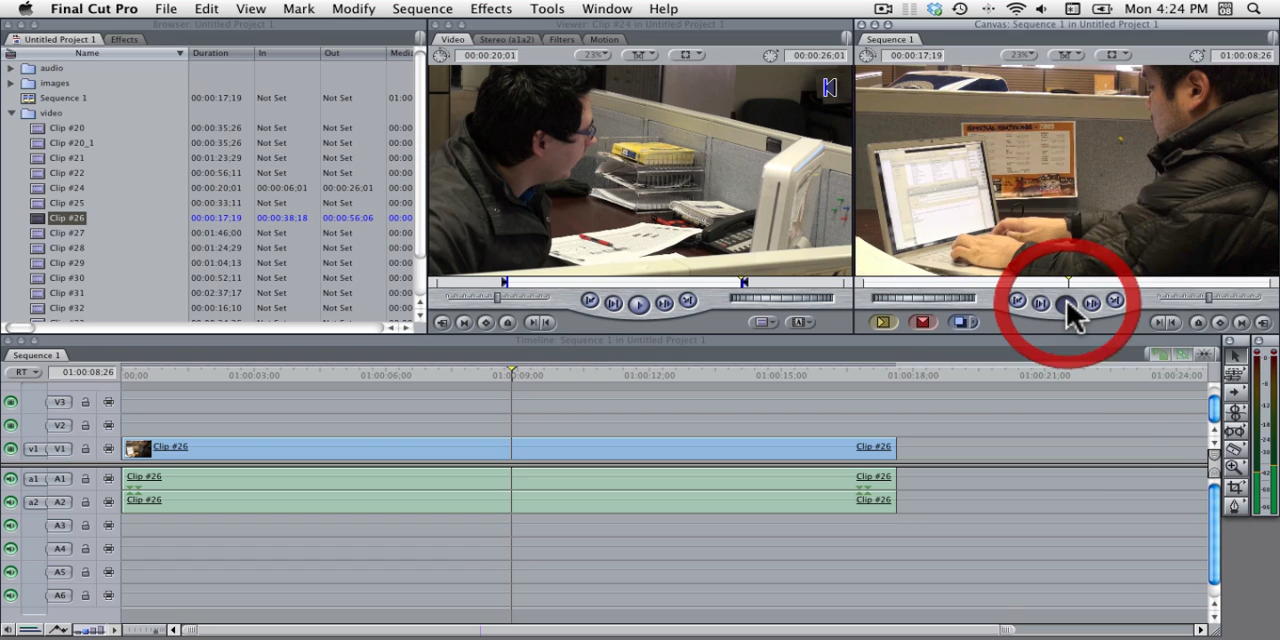 Final Cut Pro File Edit View Mark Modify Sequence Effects Tools Window Help Mon 4:24 PM
Browser: Untitled Project 1
Viewer: Clip #24 in Untitled Project 1
Canvas: Sequence 1 in Untitled Project 1
Untitled Project 1 Effects
Video Stereo (a1a2) Filters Motion
Sequence 1
Name Duration In Out Media
00:00:20;01 23% 00:00:26;01
00:00:17;19 23% 01:00:08;26
audio
images
Sequence 1 00:00:17;19 Not Set Not Set 01:00
video
Clip #20 00:00:35;26 Not Set Not Set 00:00
Clip #20_1 00:00:35;26 Not Set Not Set 00:00
Clip #21 00:01:23;29 Not Set Not Set 00:00
Clip #22 00:00:56;11 Not Set Not Set 00:00
Clip #24 00:00:20;01 00:00:06;01 00:00:26;01 00:00
Clip #25 00:00:33;11 Not Set Not Set 00:00
Clip #26 00:00:17;19 00:00:38;18 00:00:56;06 00:00
Clip #27 00:01:46;00 Not Set Not Set 00:00
Clip #28 00:01:24;29 Not Set Not Set 00:00
Clip #29 00:01:04;13 Not Set Not Set 00:00
Clip #30 00:00:52;11 Not Set Not Set 00:00
Clip #31 00:02:37;17 Not Set Not Set 00:00
Clip #32 00:00:16;10 Not Set Not Set 00:00
Timeline: Sequence 1 in Untitled Project 1
Sequence 1
RT 01:00:08;26 00;00 01:00:03;00 01:00:06;00 01:00:09;00 01:00:12;00 01:00:15;00 01:00:18;00 01:00:21;00 01:00:24;00
V3
V2
v1 V1 Clip #26 Clip #26
a1 A1 Clip #26 Clip #26
a2 A2 Clip #26 Clip #26
A3
A4
A5
A6